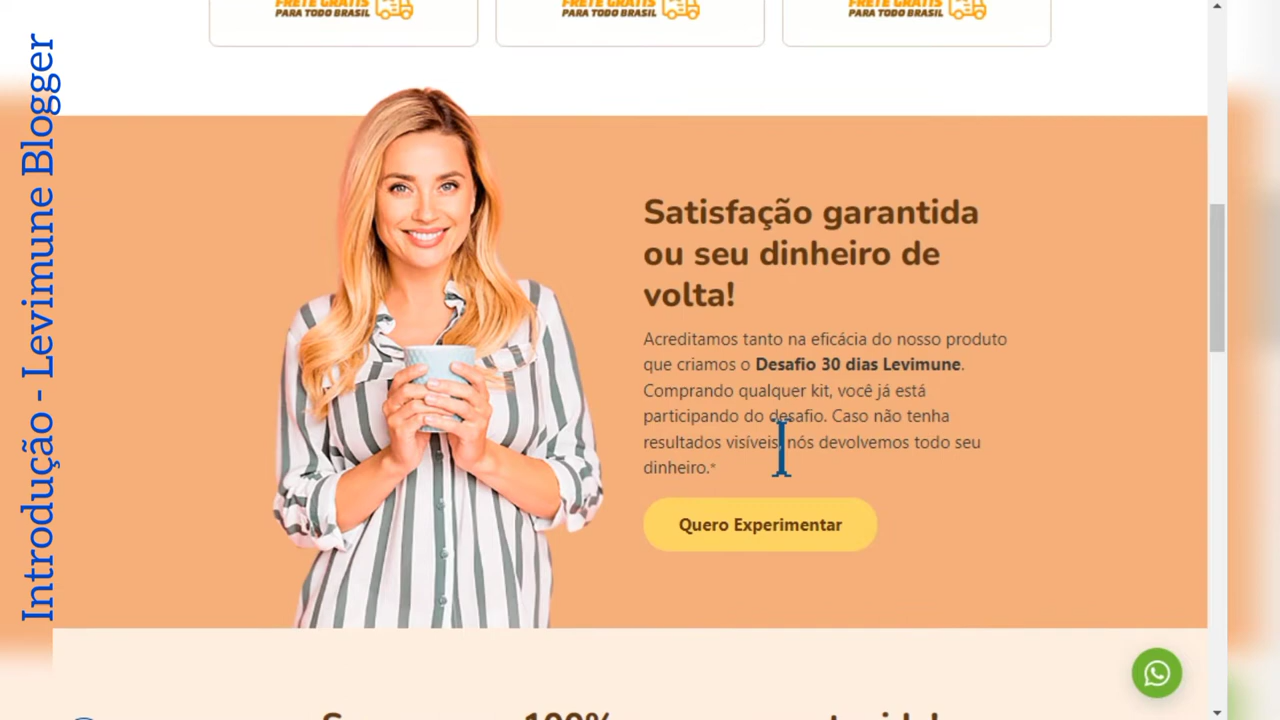 FRETE GRÁTIS
PARA TODO BRASIL
FRETE GRÁTIS
PARA TODO BRASIL
FRETE GRÁTIS
PARA TODO BRASIL
Introdução - Levimune Blogger
Satisfação garantida
ou seu dinheiro de
volta!
Acreditamos tanto na eficácia do nosso produto
que criamos o Desafio 30 dias Levimune.
Comprando qualquer kit, você já está
participando do desafio. Caso não tenha
resultados visíveis, nós devolvemos todo seu
dinheiro.*
Quero Experimentar
100%